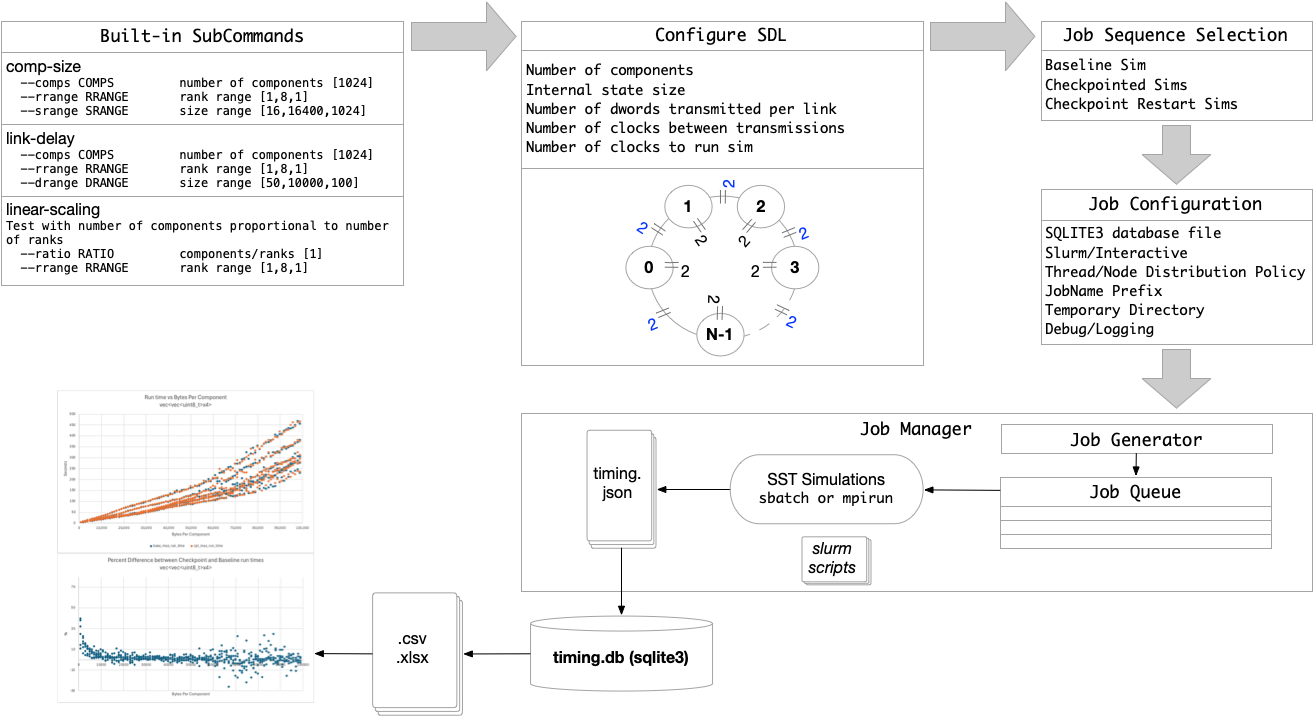 Built-in SubCommands
comp-size
--comps COMPS number of components [1024]
--rrange RRANGE rank range [1,8,1]
--srange SRANGE size range [16,16400,1024]
link-delay
--comps COMPS number of components [1024]
--rrange RRANGE rank range [1,8,1]
--drange DRANGE size range [50,10000,100]
linear-scaling
Test with number of components proportional to number
of ranks
--ratio RATIO components/ranks [1]
--rrange RRANGE rank range [1,8,1]
Configure SDL
Number of components
Internal state size
Number of dwords transmitted per link
Number of clocks between transmissions
Number of clocks to run sim
2
1
2
2
2
2
2
0
2
2
3
2
2
2
N-1
Job Sequence Selection
Baseline Sim
Checkpointed Sims
Checkpoint Restart Sims
Job Configuration
SQLITE3 database file
Slurm/Interactive
Thread/Node Distribution Policy
JobName Prefix
Temporary Directory
Debug/Logging
Job Manager
Job Generator
Job Queue
SST Simulations
sbatch or mpirun
slurm
scripts
timing.
json
timing.db (sqlite3)
.csv
.xlsx
Run time vs Bytes Per Component
vec<vec<uint8_t>x4>
Seconds
Bytes Per Component
Percent Difference between Checkpoint and Baseline run times
vec<vec<uint8_t>x4>
%
Bytes Per Component